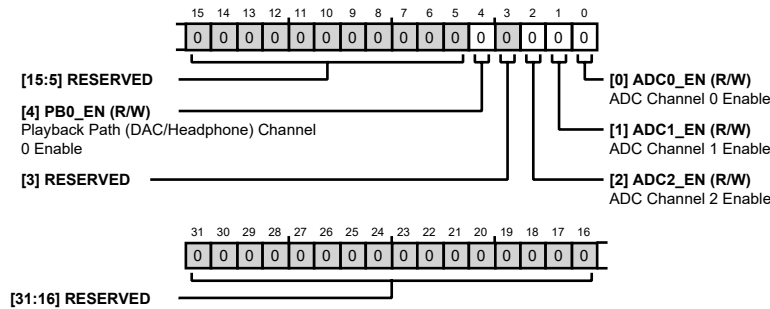 15 14 13 12 11 10 9 8 7 6 5 4 3 2 1 0
0 0 0 0 0 0 0 0 0 0 0 0 0 0 0 0
[15:5] RESERVED
[4] PB0_EN (R/W)
Playback Path (DAC/Headphone) Channel
0 Enable
[3] RESERVED
[0] ADC0_EN (R/W)
ADC Channel 0 Enable
[1] ADC1_EN (R/W)
ADC Channel 1 Enable
[2] ADC2_EN (R/W)
ADC Channel 2 Enable
31 30 29 28 27 26 25 24 23 22 21 20 19 18 17 16
0 0 0 0 0 0 0 0 0 0 0 0 0 0 0 0
[31:16] RESERVED